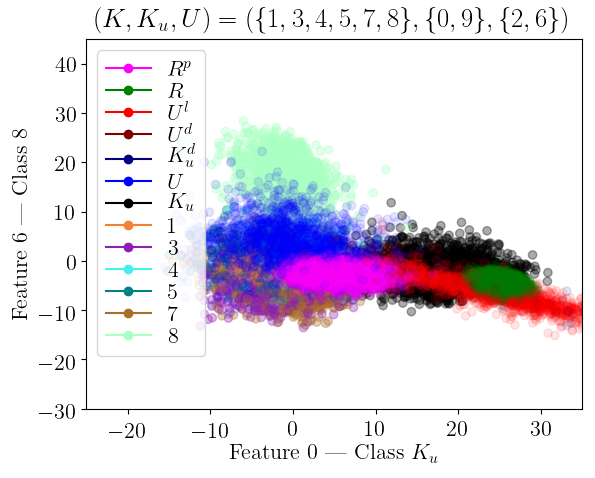 (K, K_u, U) = ({1, 3, 4, 5, 7, 8}, {0, 9}, {2, 6})
Feature 6 — Class 8
40
30
20
10
0
−10
−20
−30
R^p
R
U^l
U^d
K_u^d
U
K_u
1
3
4
5
7
8
−20
−10
0
10
20
30
Feature 0 — Class K_u